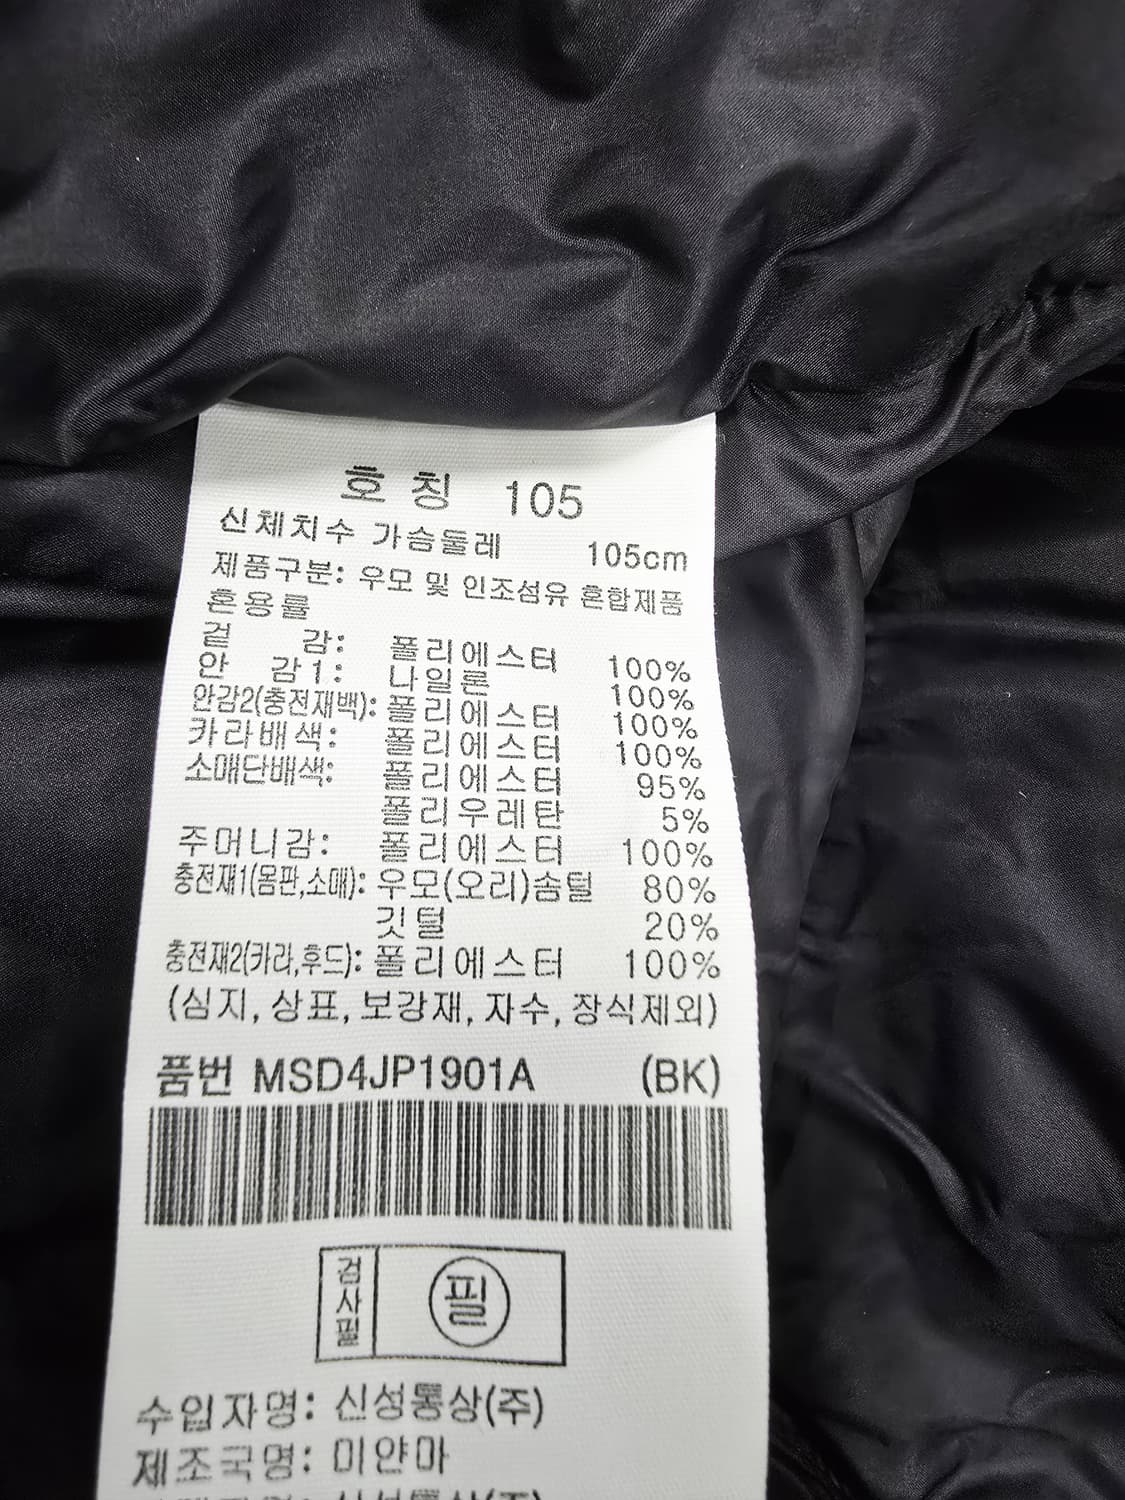 호칭 105
신체치수 가슴둘레 105cm
제품구분: 우모 및 인조섬유 혼합제품
혼용률
겉 감: 폴리에스터 100%
안 감1: 나일론 100%
안감2(충전재백): 폴리에스터 100%
카라배색: 폴리에스터 100%
소매단배색: 폴리에스터 95%
폴리우레탄 5%
주머니감: 폴리에스터 100%
충전재1(몸판,소매): 우모(오리)솜털 80%
깃털 20%
충전재2(카라,후드): 폴리에스터 100%
(심지, 상표, 보강재, 자수, 장식제외)
품번 MSD4JP1901A (BK)
검사필 필
수입자명: 신성통상(주)
제조국명: 미얀마